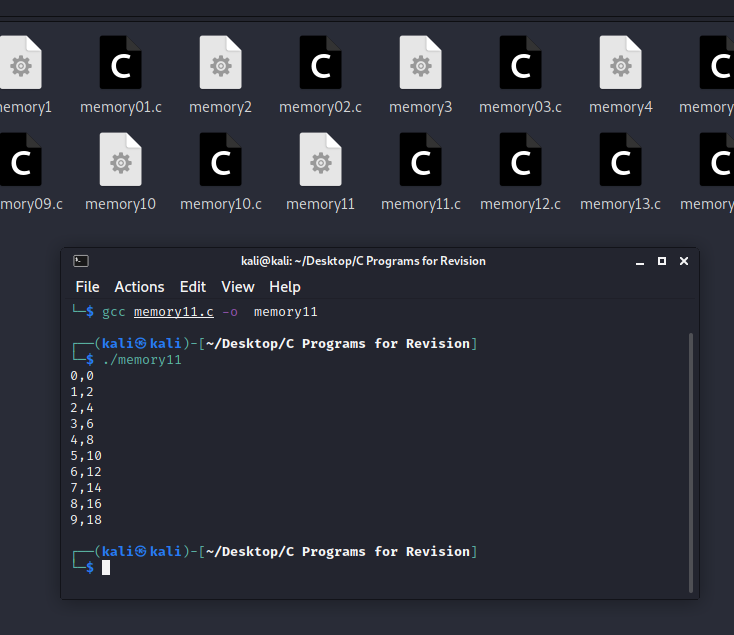 memory1 memory01.c memory2 memory02.c memory3 memory03.c memory4 memory
mory09.c memory10 memory10.c memory11 memory11.c memory12.c memory13.c memory
kali@kali: ~/Desktop/C Programs for Revision
File Actions Edit View Help
└─$ gcc memory11.c -o  memory11
┌──(kali㉿kali)-[~/Desktop/C Programs for Revision]
└─$ ./memory11
0,0
1,2
2,4
3,6
4,8
5,10
6,12
7,14
8,16
9,18
┌──(kali㉿kali)-[~/Desktop/C Programs for Revision]
└─$